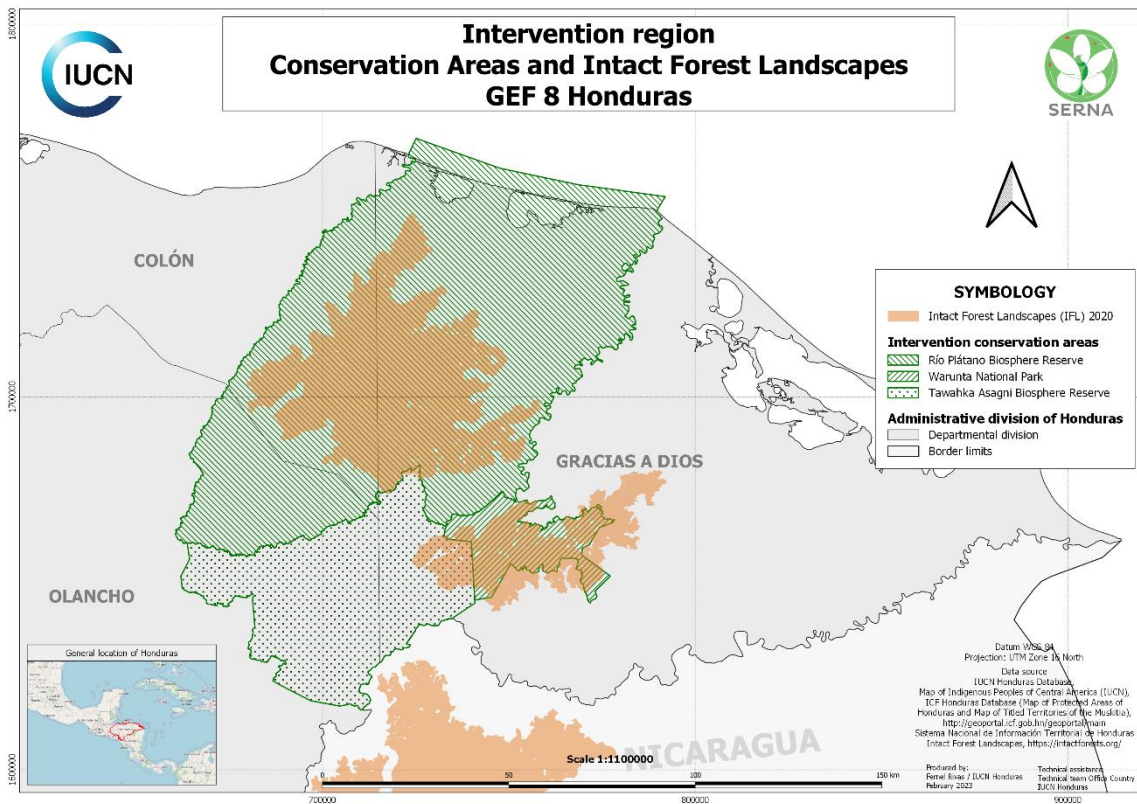 1800000
IUCN
Intervention region
Conservation Areas and Intact Forest Landscapes
GEF 8 Honduras
SERNA
COLÓN
GRACIAS A DIOS
OLANCHO
NICARAGUA
1700000
1600000
SYMBOLOGY
Intact Forest Landscapes (IFL) 2020
Intervention conservation areas
Río Plátano Biosphere Reserve
Warunta National Park
Tawahka Asagni Biosphere Reserve
Administrative division of Honduras
Departmental division
Border limits
General location of Honduras
Datum WGS 84
Projection: UTM Zone 16 North
Data source
IUCN Honduras Database,
Map of Indigenous Peoples of Central America (IUCN),
ICF Honduras Database (Map of Protected Areas of
Honduras and Map of Titled Territories of the Muskitia),
http://geoportal.icf.gob.hn/geoportal/main
Sistema Nacional de Información Territorial de Honduras
Intact Forest Landscapes, https://intactforests.org/
Produced by:
Fernel Rivas / IUCN Honduras
February 2023
Technical assistance
Technical team Office County
IUCN Honduras
Scale 1:1100000
0 50 100 150 km
700000 800000 900000